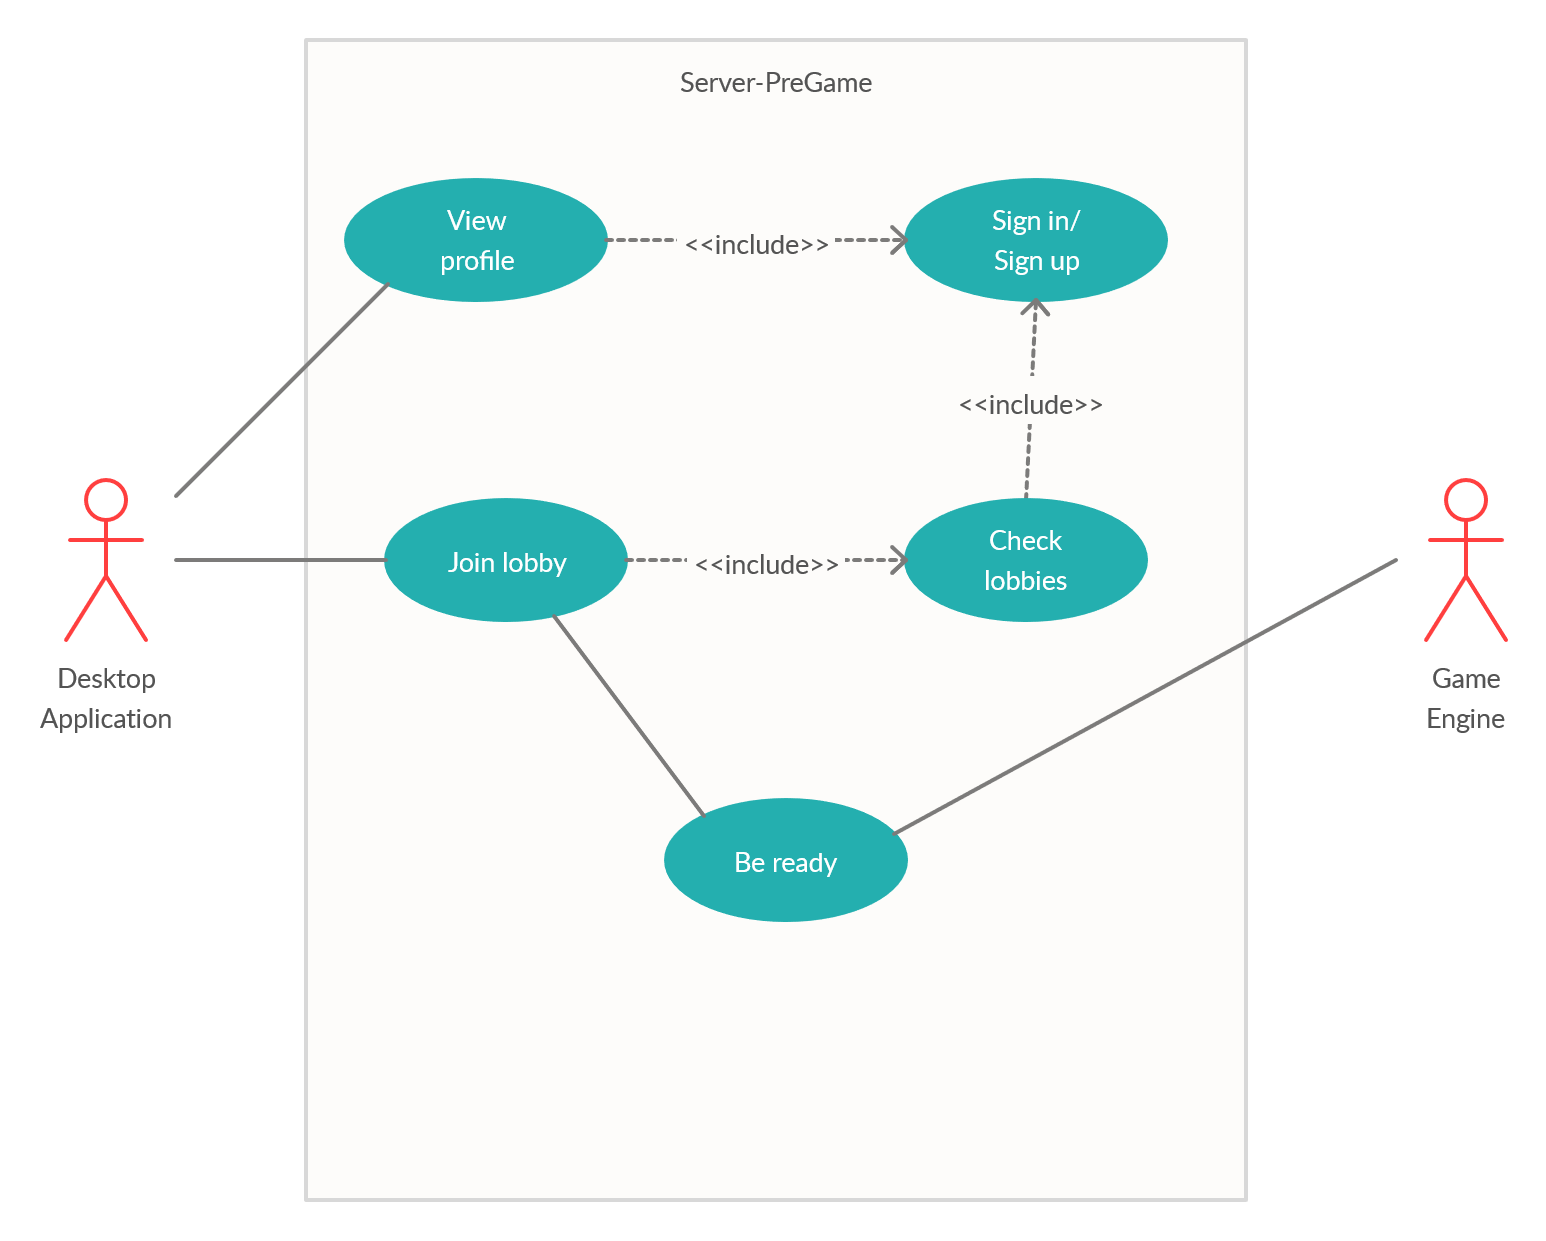 Server-PreGame
View
profile
<<include>>
Sign in/
Sign up
<<include>>
Join lobby
<<include>>
Check
lobbies
Desktop
Application
Game
Engine
Be ready